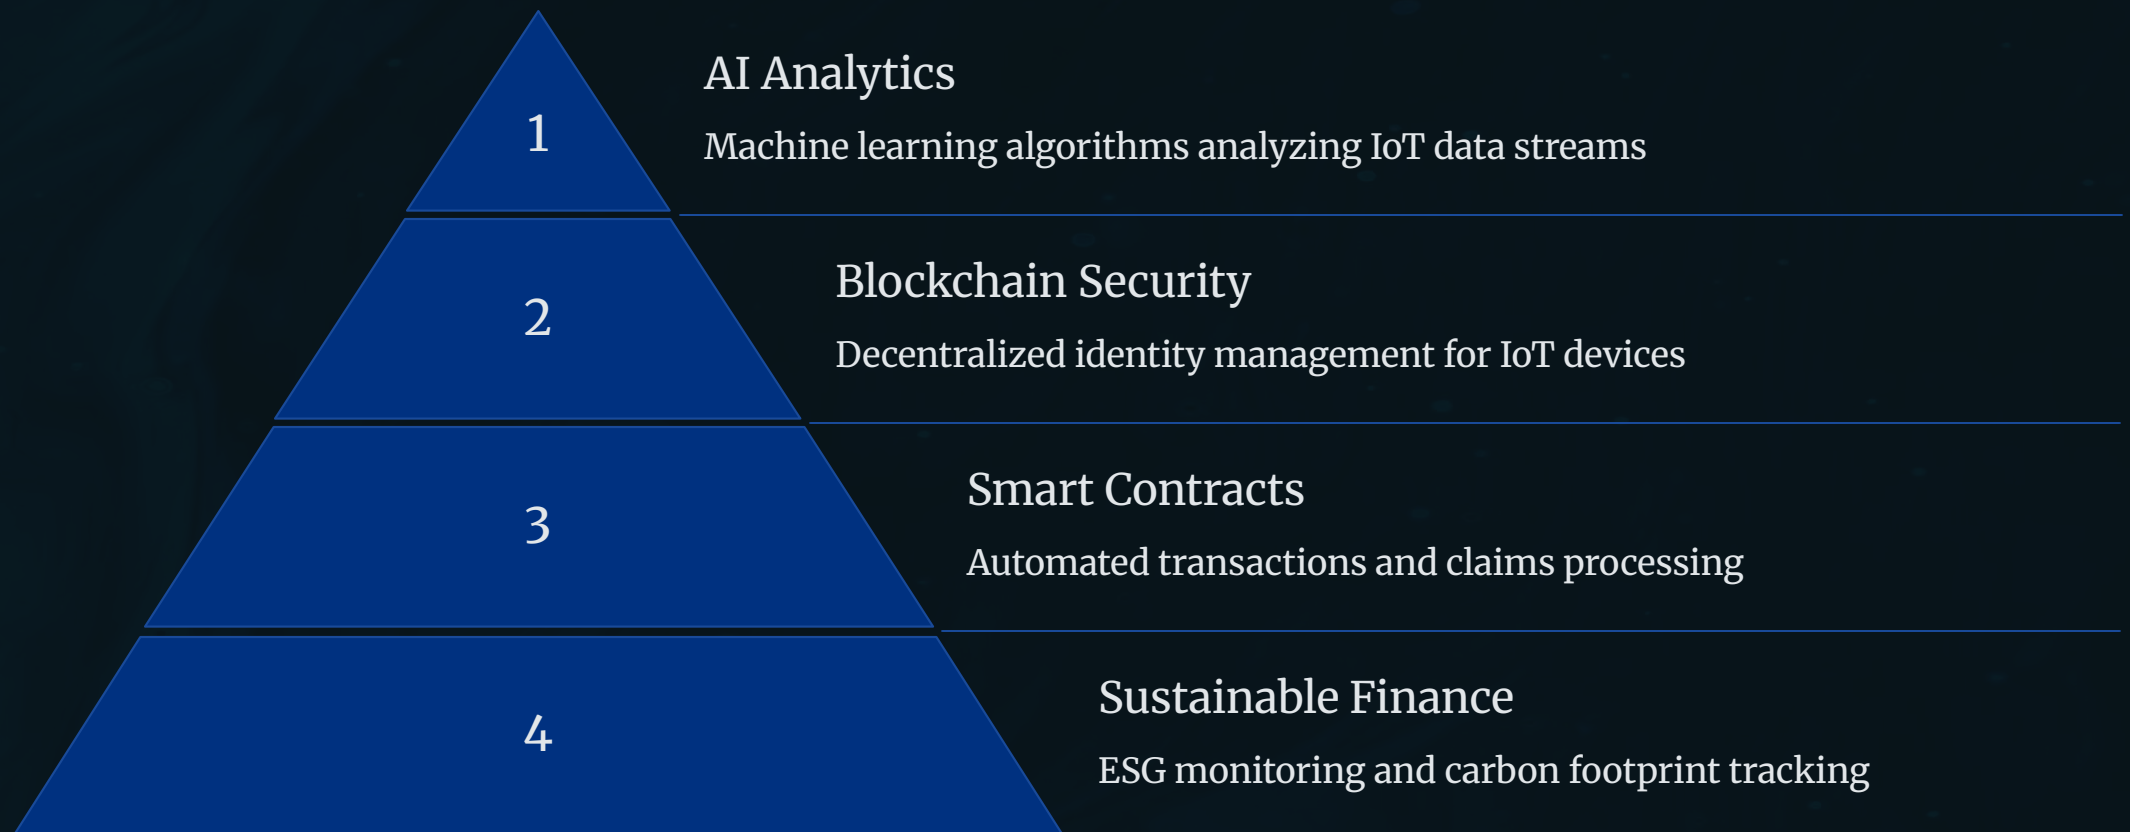 1
AI Analytics
Machine learning algorithms analyzing IoT data streams
2
Blockchain Security
Decentralized identity management for IoT devices
3
Smart Contracts
Automated transactions and claims processing
4
Sustainable Finance
ESG monitoring and carbon footprint tracking